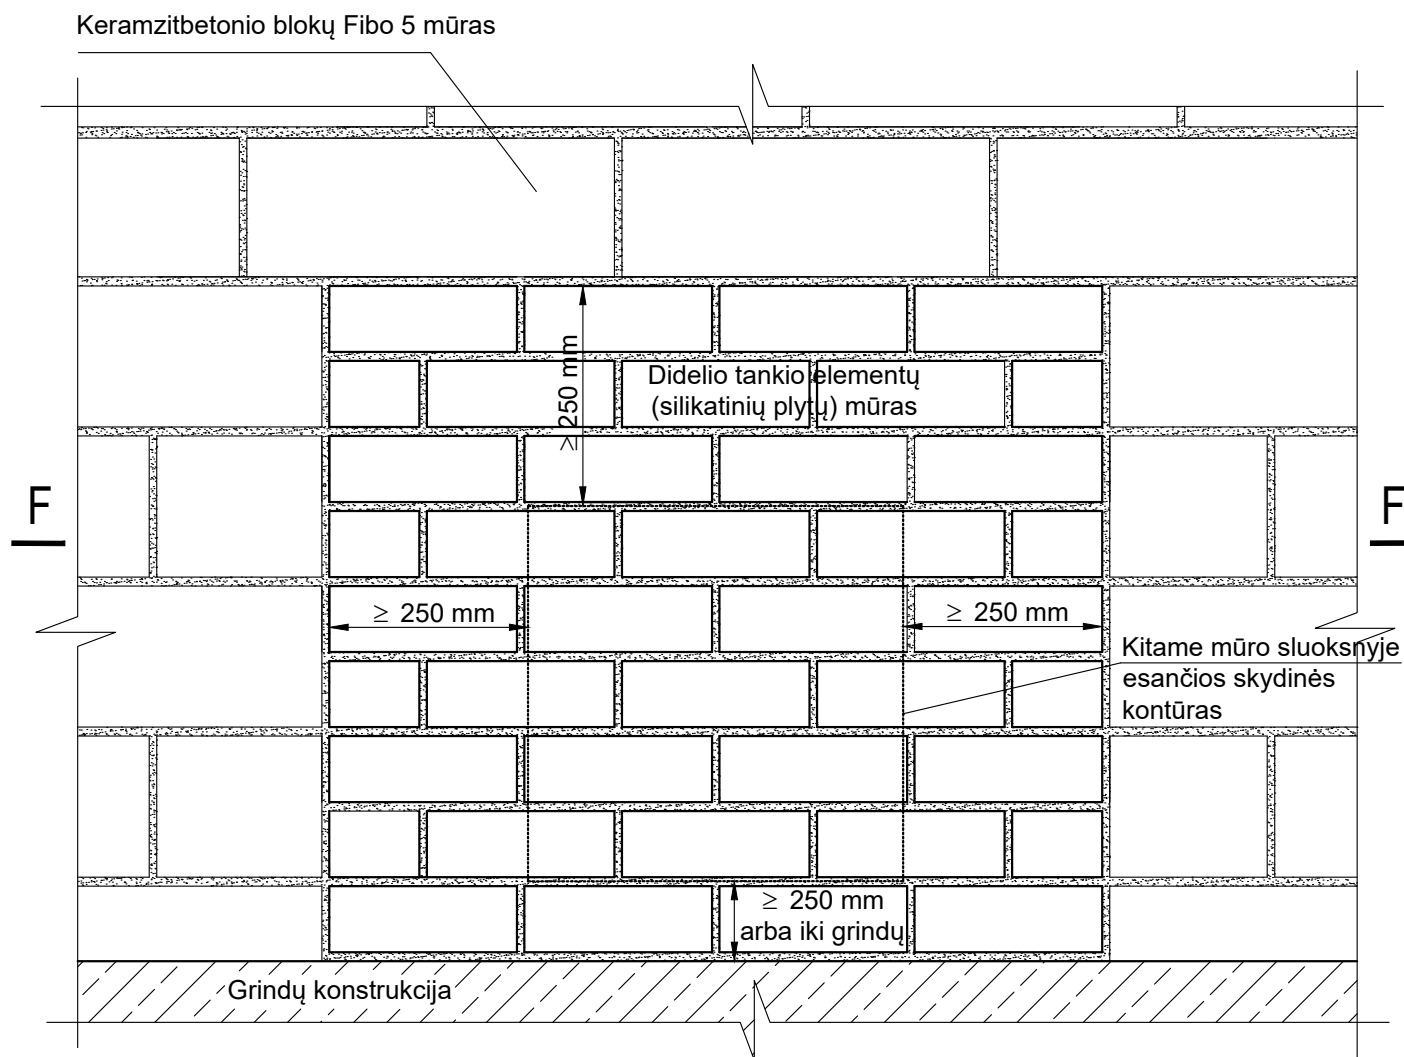 Keramzitbetonio blokų Fibo 5 mūras
≥ 250 mm
Didelio tankio elementų
(silikatinių plytų) mūras
F
F
≥ 250 mm
≥ 250 mm
Kitame mūro sluoksnyje
esančios skydinės
kontūras
≥ 250 mm
arba iki grindų
Grindų konstrukcija